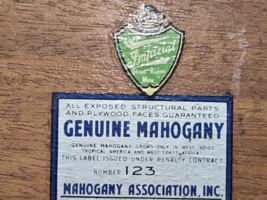 Imperial
Grand Rapids
Mich
ALL EXPOSED STRUCTURAL PARTS
AND PLYWOOD FACES GUARANTEED
GENUINE MAHOGANY
(GENUINE MAHOGANY GROWS ONLY IN WEST INDIES
TROPICAL AMERICA AND WEST COAST AFRICA)
THIS LABEL ISSUED UNDER PENALTY CONTRACT
NUMBER 123
MAHOGANY ASSOCIATION, INC.